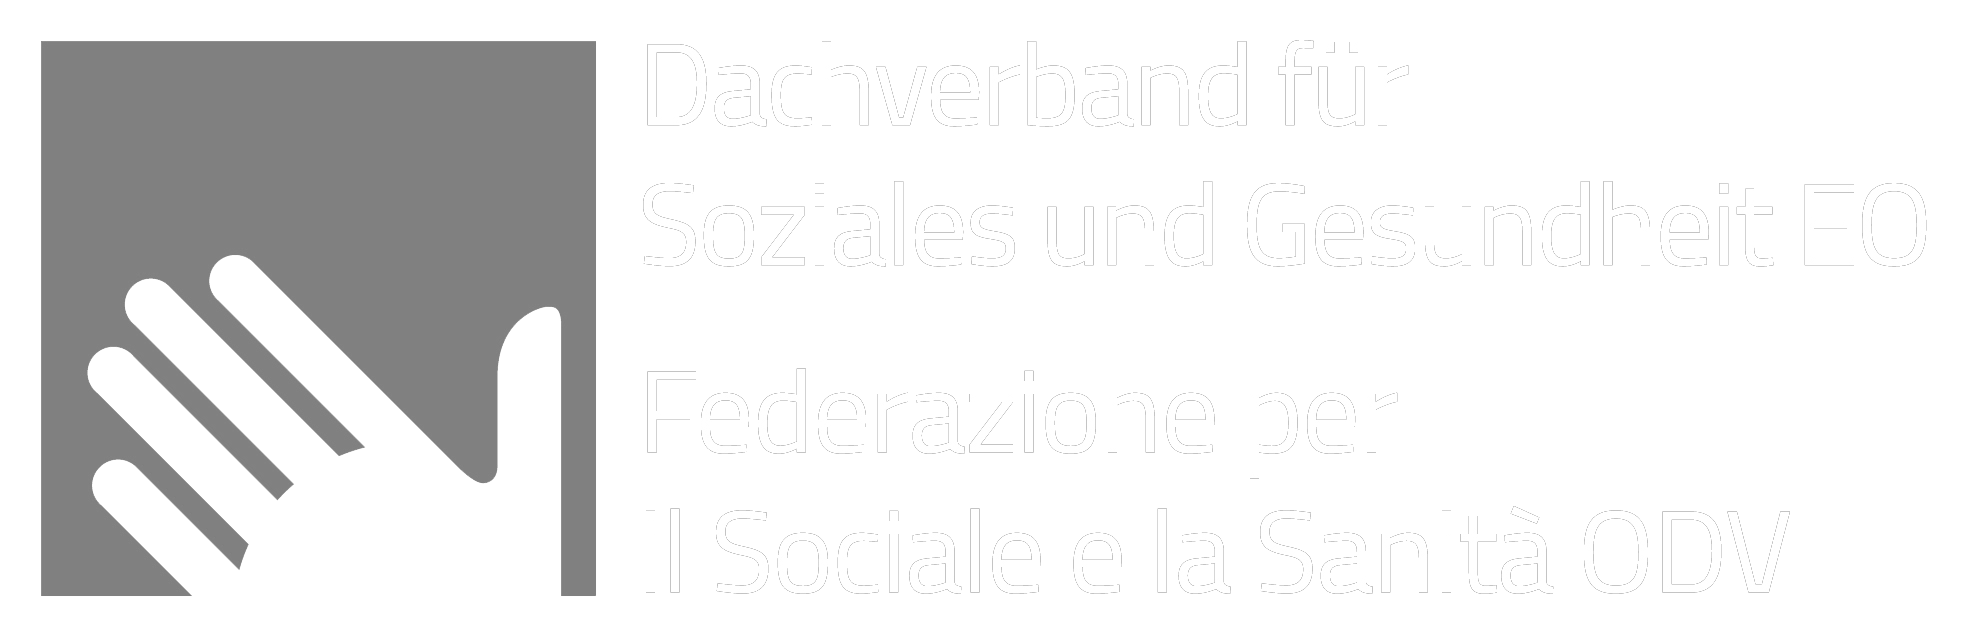 Dachverband für
Soziales und Gesundheit EO
Federazione per
il Sociale e la Sanità ODV